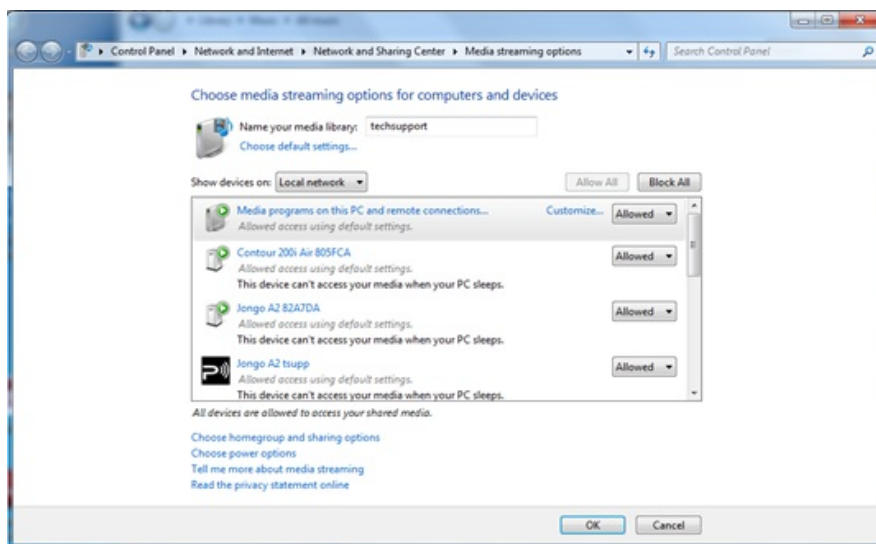 Control Panel ▸ Network and Internet ▸ Network and Sharing Center ▸ Media streaming options
Search Control Panel
Choose media streaming options for computers and devices
Name your media library: techsupport
Choose default settings...
Show devices on: Local network
Allow All
Block All
Media programs on this PC and remote connections...
Customize...
Allowed
Allowed access using default settings.
Contour 200i Air 805FCA
Allowed
Allowed access using default settings.
This device can't access your media when your PC sleeps.
Jongo A2 82A7DA
Allowed
Allowed access using default settings.
This device can't access your media when your PC sleeps.
Jongo A2 tsupp
Allowed
Allowed access using default settings.
This device can't access your media when your PC sleeps.
All devices are allowed to access your shared media.
Choose homegroup and sharing options
Choose power options
Tell me more about media streaming
Read the privacy statement online
OK
Cancel